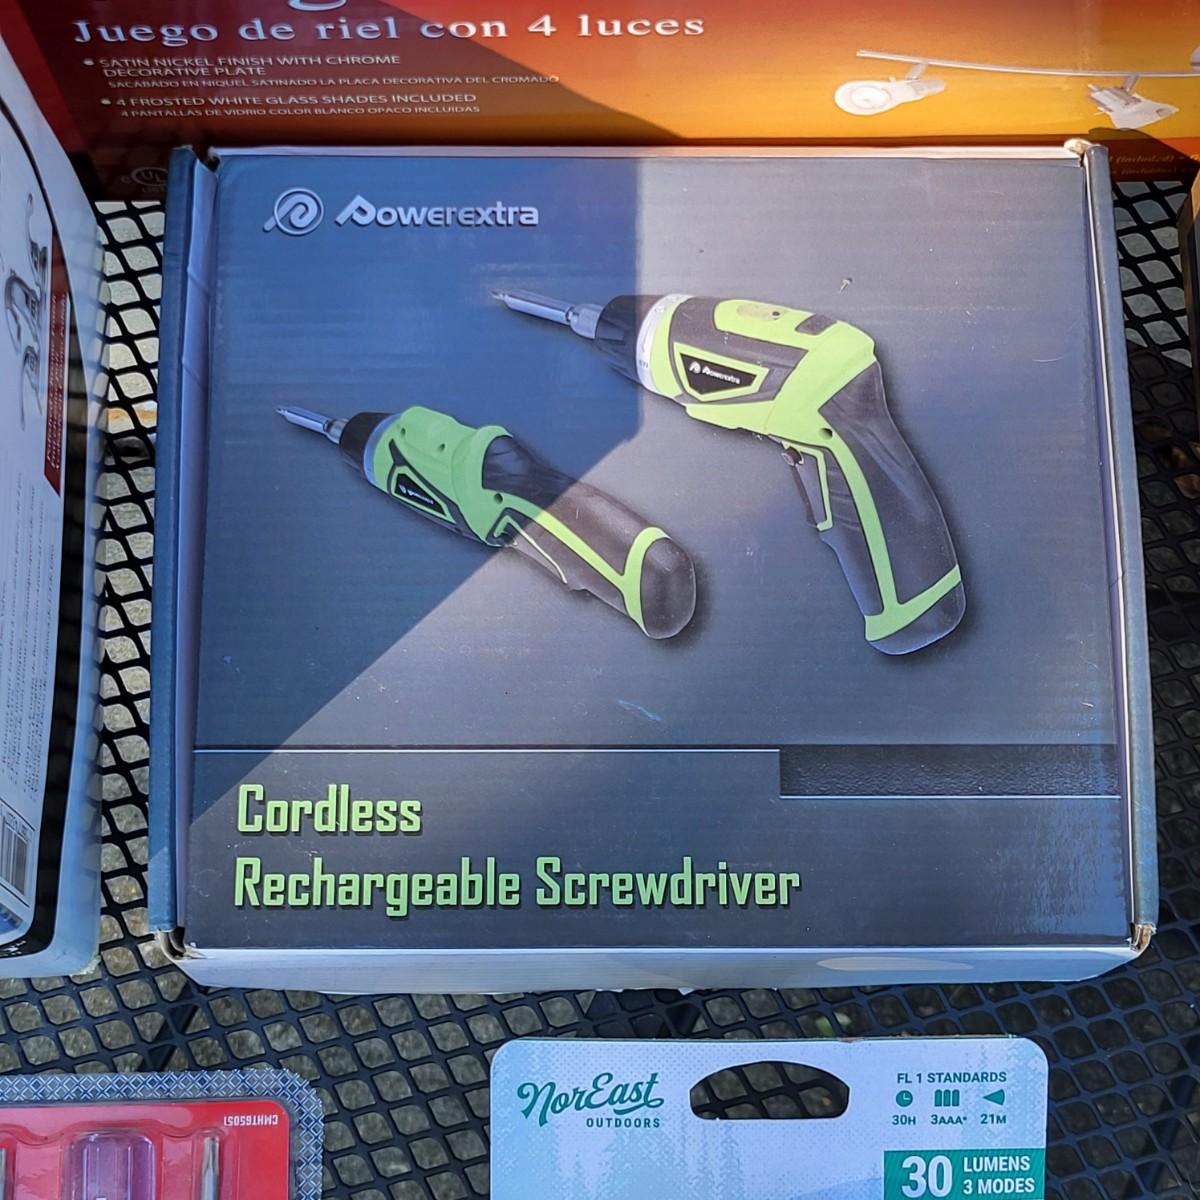 Juego de riel con 4 luces
• SATIN NICKEL FINISH WITH CHROME
DECORATIVE PLATE
SACABADO EN NIQUEL SATINADO LA PLACA DECORATIVA DEL CROMADO
• 4 FROSTED WHITE GLASS SHADES INCLUDED
4 PANTALLAS DE VIDRIO COLOR BLANCO OPACO INCLUIDAS
Powerextra
Powerextra
Powerextra
Cordless
Rechargeable Screwdriver
CMHT65051
NorEast
OUTDOORS
FL 1 STANDARDS
30H 3AAA* 21M
30 LUMENS
3 MODES